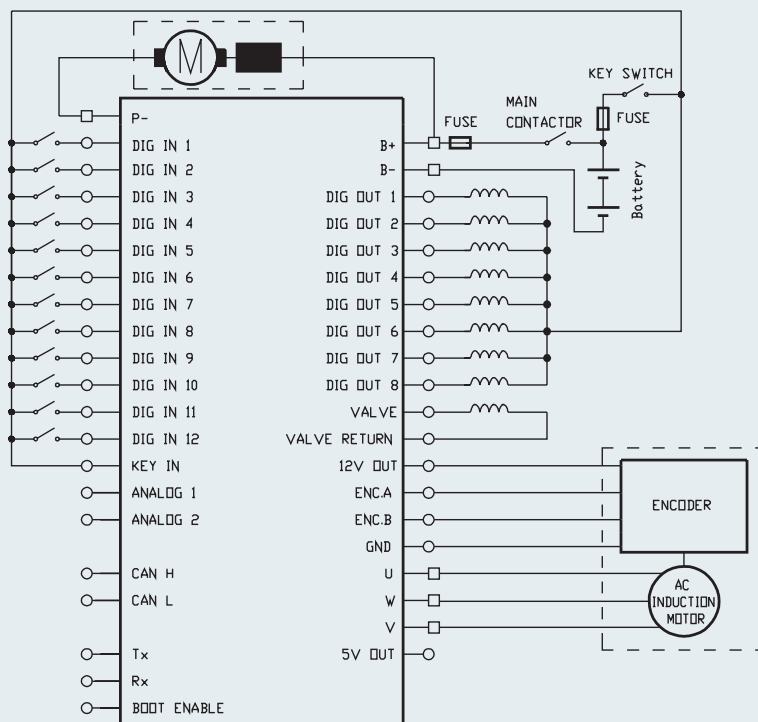 M
KEY SWITCH
MAIN
CONTACTOR
FUSE
FUSE
Battery
P-
DIG IN 1
DIG IN 2
DIG IN 3
DIG IN 4
DIG IN 5
DIG IN 6
DIG IN 7
DIG IN 8
DIG IN 9
DIG IN 10
DIG IN 11
DIG IN 12
KEY IN
ANALOG 1
ANALOG 2
CAN H
CAN L
Tx
Rx
BOOT ENABLE
B+
B-
DIG OUT 1
DIG OUT 2
DIG OUT 3
DIG OUT 4
DIG OUT 5
DIG OUT 6
DIG OUT 7
DIG OUT 8
VALVE
VALVE RETURN
12V OUT
ENC.A
ENC.B
GND
U
W
V
5V OUT
ENCODER
AC
INDUCTION
MOTOR